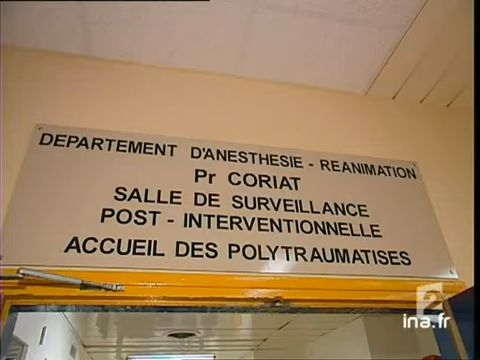 DEPARTEMENT D'ANESTHESIE - REANIMATION
Pr CORIAT
SALLE DE SURVEILLANCE
POST - INTERVENTIONNELLE
ACCUEIL DES POLYTRAUMATISES
2
ina.fr